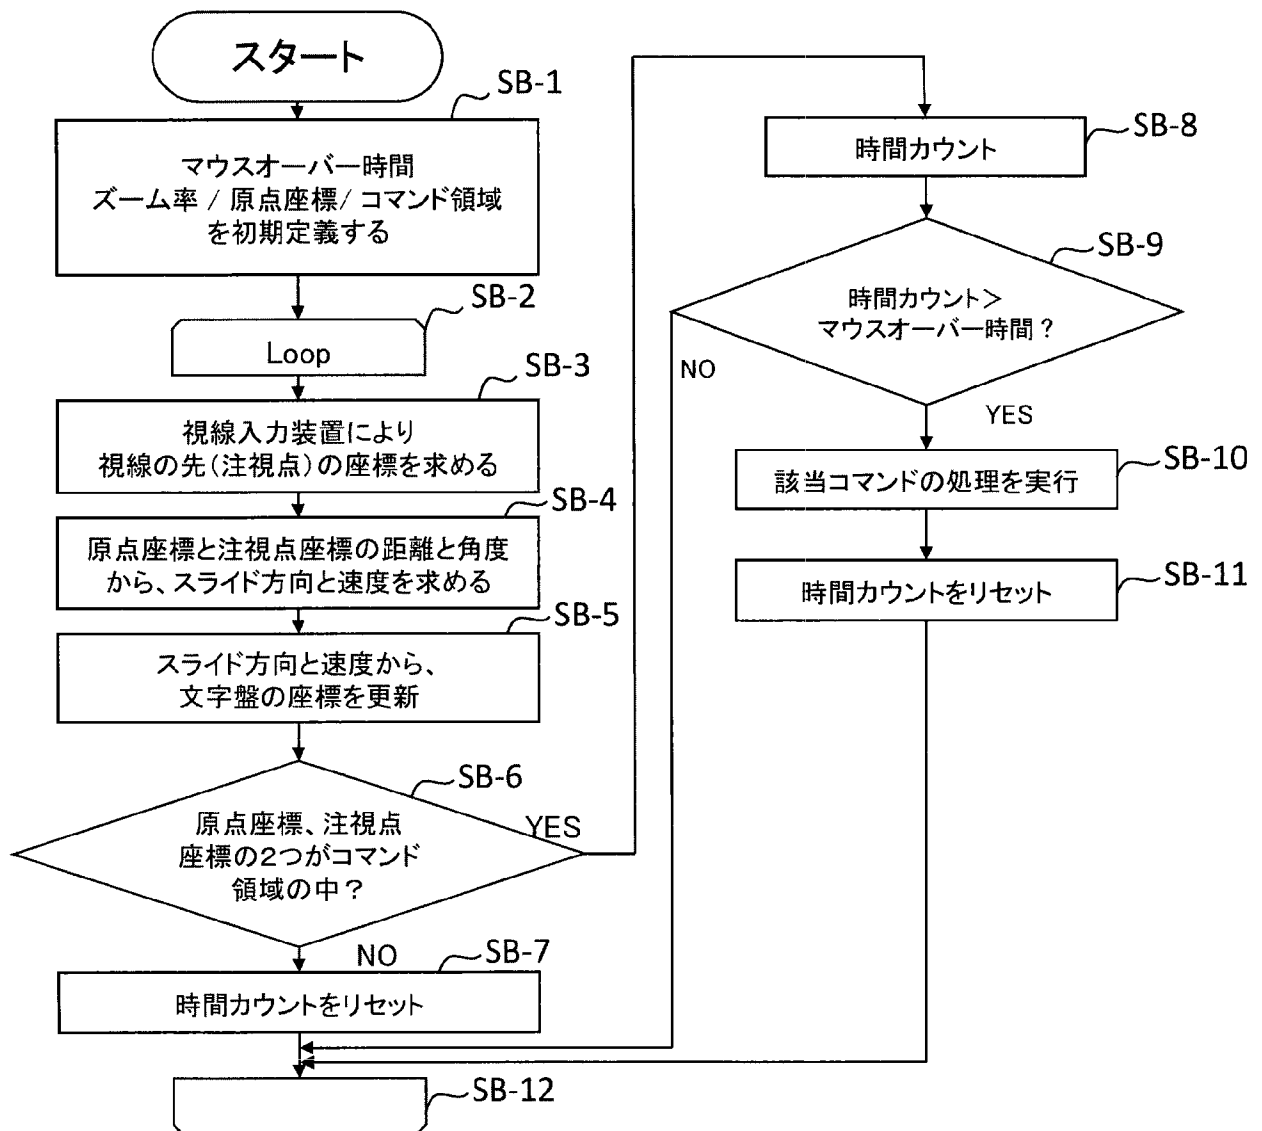 スタート
SB-1
マウスオーバー時間
ズーム率 / 原点座標/ コマンド領域
を初期定義する
SB-2
Loop
SB-3
視線入力装置により
視線の先(注視点)の座標を求める
SB-4
原点座標と注視点座標の距離と角度
から、スライド方向と速度を求める
SB-5
スライド方向と速度から、
文字盤の座標を更新
SB-6
原点座標、注視点
座標の2つがコマンド
領域の中?
YES
NO
SB-7
時間カウントをリセット
SB-8
時間カウント
SB-9
時間カウント>
マウスオーバー時間?
NO
YES
SB-10
該当コマンドの処理を実行
SB-11
時間カウントをリセット
SB-12